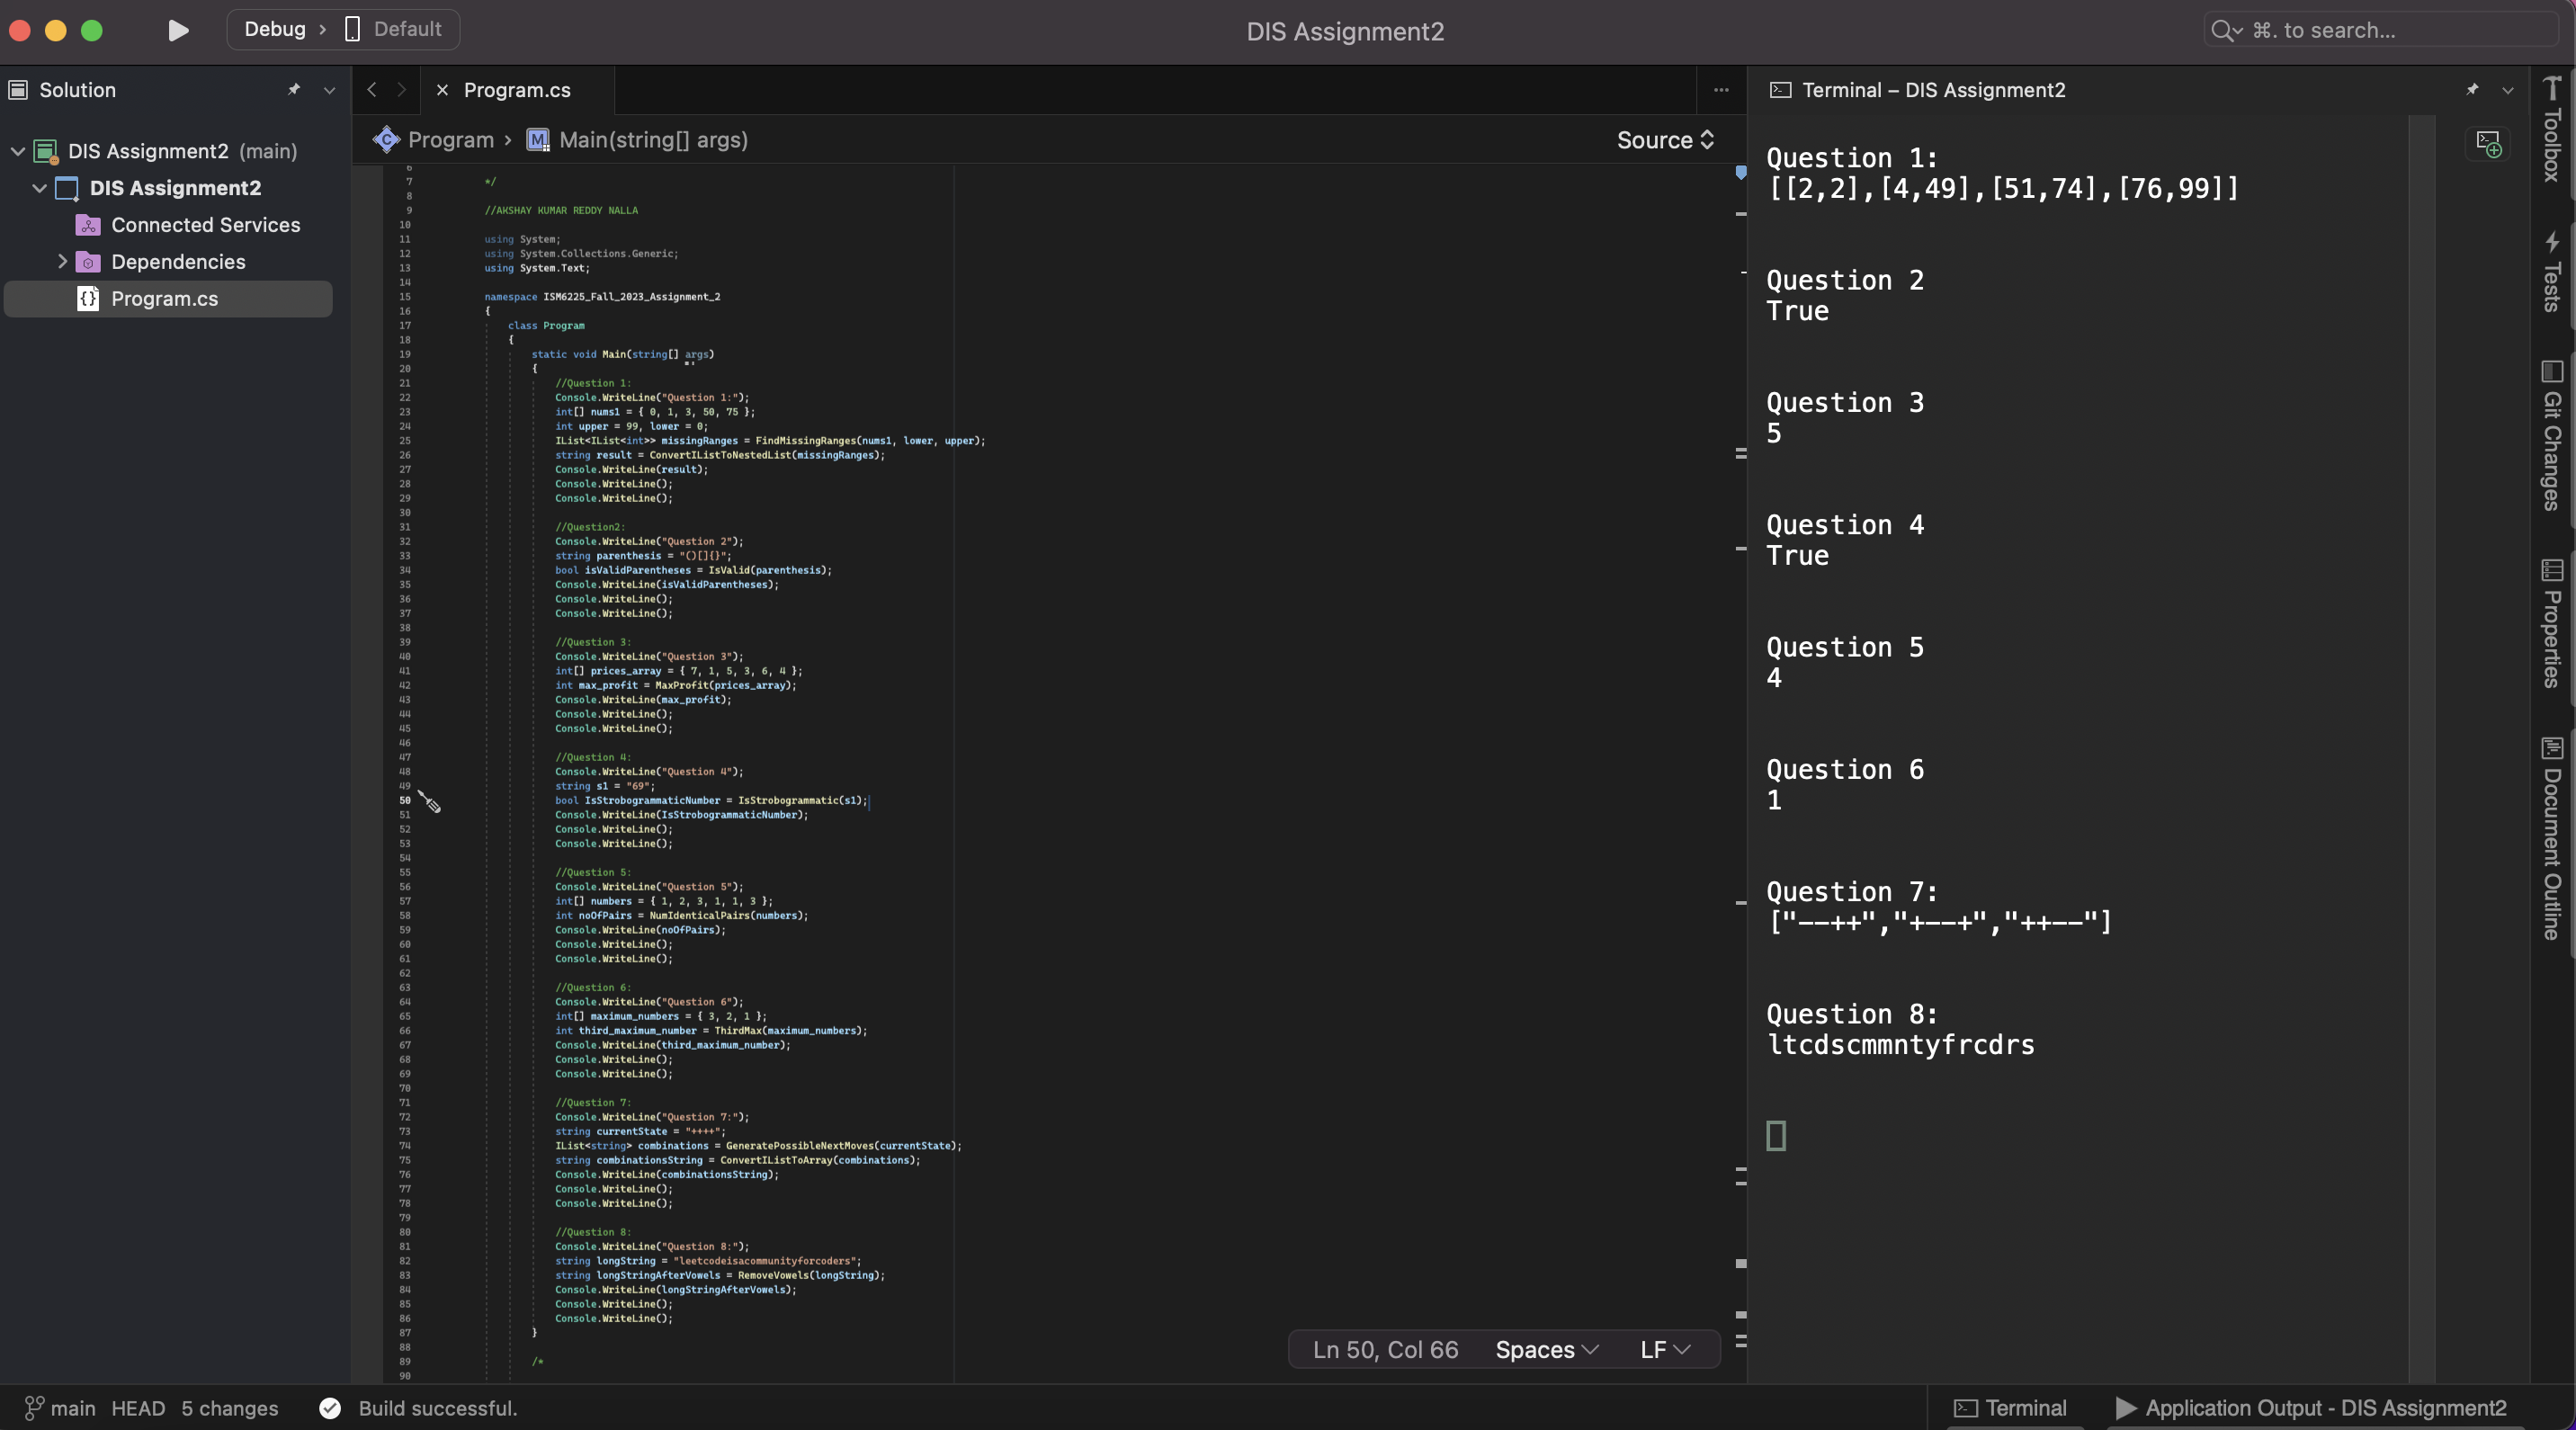 Debug > Default
DIS Assignment2
⌘. to search...
Solution
DIS Assignment2 (main)
DIS Assignment2
Connected Services
Dependencies
Program.cs
Program.cs
Program > Main(string[] args)
Source
6
7 */
8
9 //AKSHAY KUMAR REDDY NALLA
10
11 using System;
12 using System.Collections.Generic;
13 using System.Text;
14
15 namespace ISM6225_Fall_2023_Assignment_2
16 {
17 class Program
18 {
19 static void Main(string[] args)
20 {
21 //Question 1:
22 Console.WriteLine("Question 1:");
23 int[] nums1 = { 0, 1, 3, 50, 75 };
24 int upper = 99, lower = 0;
25 IList<IList<int>> missingRanges = FindMissingRanges(nums1, lower, upper);
26 string result = ConvertIListToNestedList(missingRanges);
27 Console.WriteLine(result);
28 Console.WriteLine();
29 Console.WriteLine();
30
31 //Question2:
32 Console.WriteLine("Question 2");
33 string parenthesis = "()[]{}";
34 bool isValidParentheses = IsValid(parenthesis);
35 Console.WriteLine(isValidParentheses);
36 Console.WriteLine();
37 Console.WriteLine();
38
39 //Question 3:
40 Console.WriteLine("Question 3");
41 int[] prices_array = { 7, 1, 5, 3, 6, 4 };
42 int max_profit = MaxProfit(prices_array);
43 Console.WriteLine(max_profit);
44 Console.WriteLine();
45 Console.WriteLine();
46
47 //Question 4:
48 Console.WriteLine("Question 4");
49 string s1 = "69";
50 bool IsStrobogrammaticNumber = IsStrobogrammatic(s1);
51 Console.WriteLine(IsStrobogrammaticNumber);
52 Console.WriteLine();
53 Console.WriteLine();
54
55 //Question 5:
56 Console.WriteLine("Question 5");
57 int[] numbers = { 1, 2, 3, 1, 1, 3 };
58 int noOfPairs = NumIdenticalPairs(numbers);
59 Console.WriteLine(noOfPairs);
60 Console.WriteLine();
61 Console.WriteLine();
62
63 //Question 6:
64 Console.WriteLine("Question 6");
65 int[] maximum_numbers = { 3, 2, 1 };
66 int third_maximum_number = ThirdMax(maximum_numbers);
67 Console.WriteLine(third_maximum_number);
68 Console.WriteLine();
69 Console.WriteLine();
70
71 //Question 7:
72 Console.WriteLine("Question 7:");
73 string currentState = "++++";
74 IList<string> combinations = GeneratePossibleNextMoves(currentState);
75 string combinationsString = ConvertIListToArray(combinations);
76 Console.WriteLine(combinationsString);
77 Console.WriteLine();
78 Console.WriteLine();
79
80 //Question 8:
81 Console.WriteLine("Question 8:");
82 string longString = "leetcodeisacommunityforcoders";
83 string longStringAfterVowels = RemoveVowels(longString);
84 Console.WriteLine(longStringAfterVowels);
85 Console.WriteLine();
86 Console.WriteLine();
87 }
88
89 /*
90
Ln 50, Col 66 Spaces LF
Terminal – DIS Assignment2
Question 1:
[[2,2],[4,49],[51,74],[76,99]]
Question 2
True
Question 3
5
Question 4
True
Question 5
4
Question 6
1
Question 7:
["--++","+--+","++--"]
Question 8:
ltcdscmmntyfrcdrs
Toolbox
Tests
Git Changes
Properties
Document Outline
main HEAD 5 changes Build successful.
Terminal
Application Output - DIS Assignment2